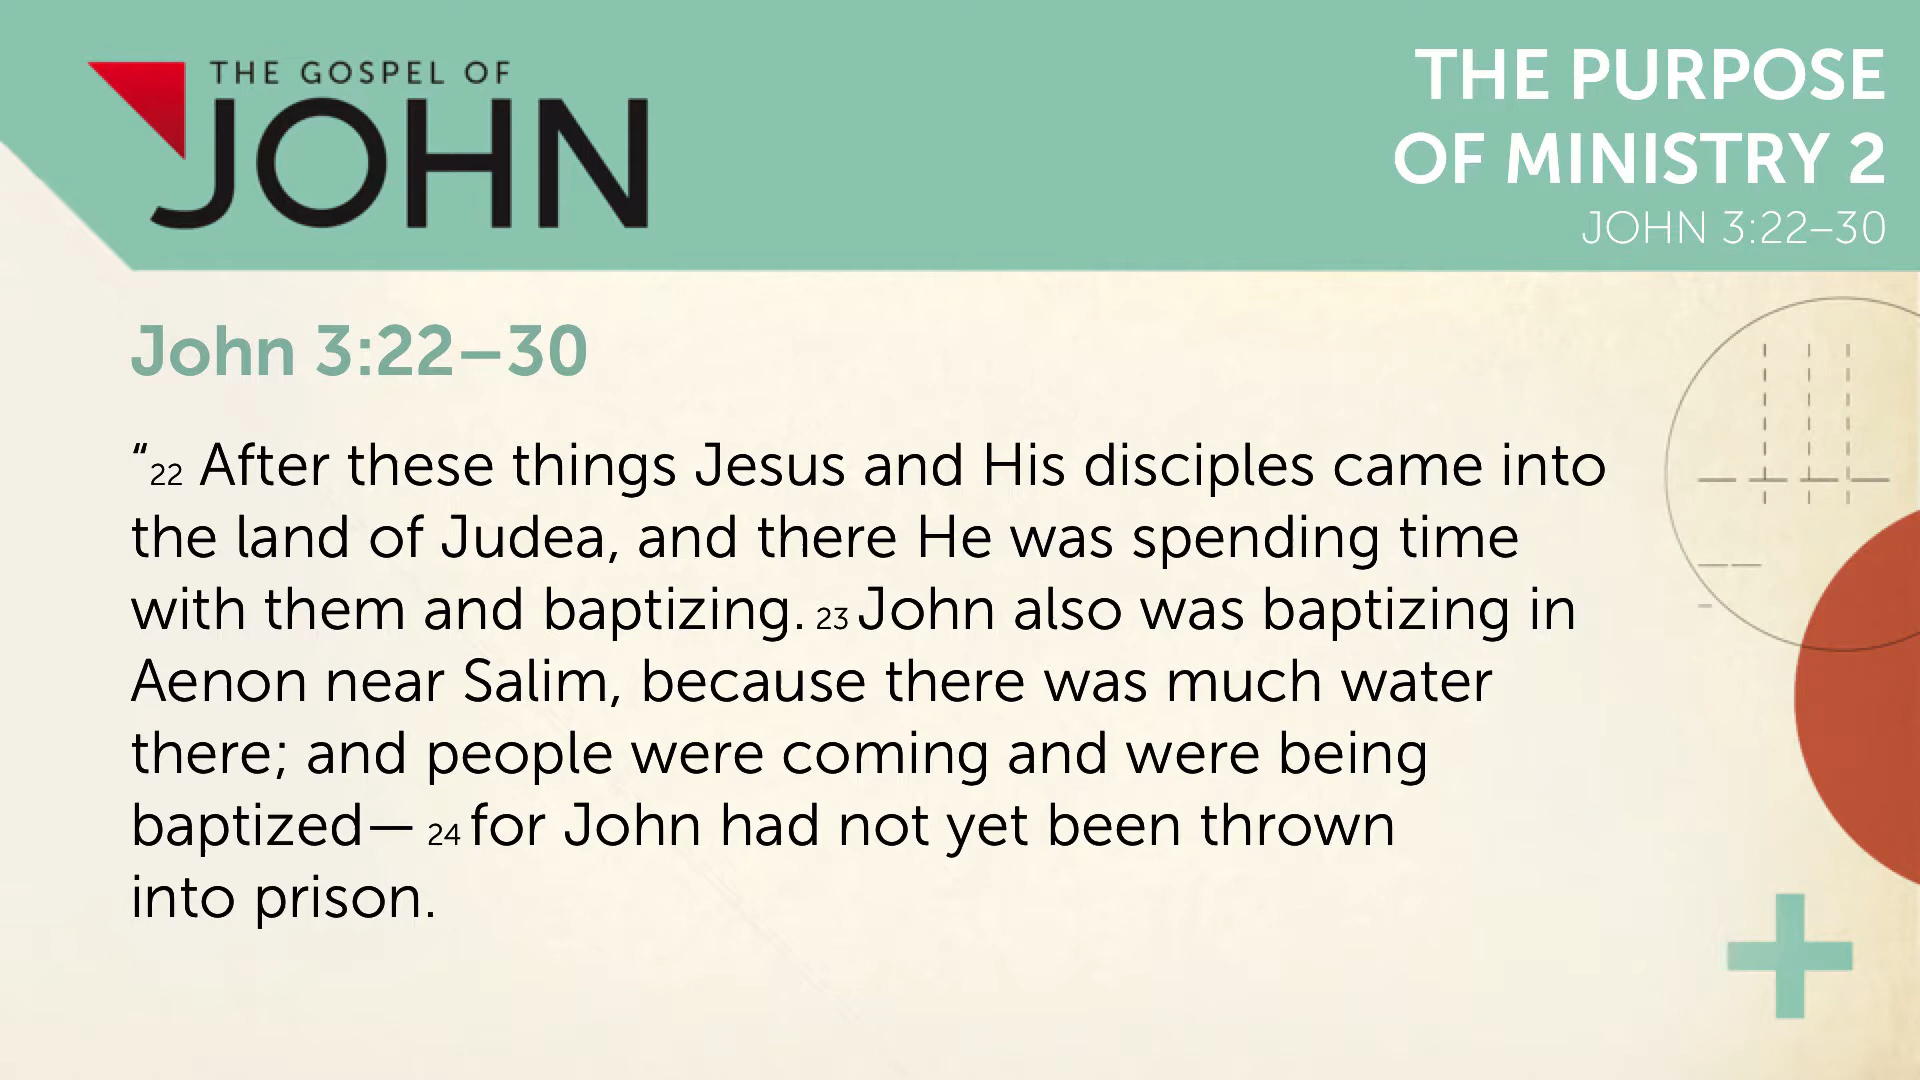 THE GOSPEL OF
JOHN
THE PURPOSE
OF MINISTRY 2
JOHN 3:22–30
John 3:22–30
“22 After these things Jesus and His disciples came into
the land of Judea, and there He was spending time
with them and baptizing. 23 John also was baptizing in
Aenon near Salim, because there was much water
there; and people were coming and were being
baptized— 24 for John had not yet been thrown
into prison.